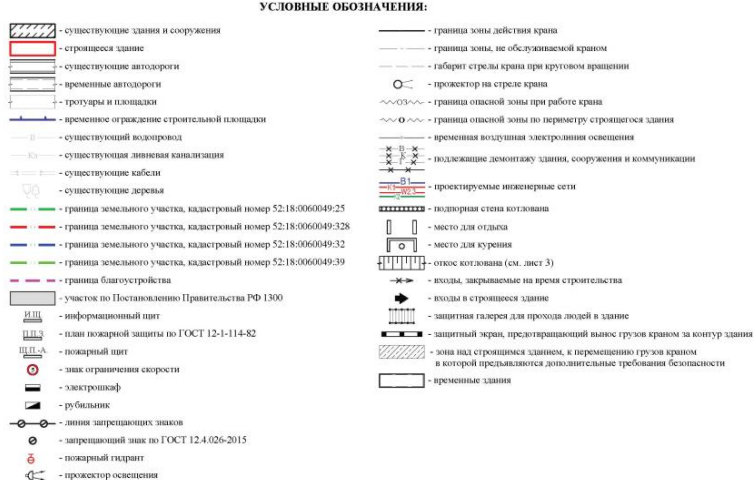 УСЛОВНЫЕ ОБОЗНАЧЕНИЯ:
- существующие здания и сооружения
- строящееся здание
- существующие автодороги
- временные автодороги
- тротуары и площадки
- временное ограждение строительной площадки
В - существующий водопровод
К - существующая ливневая канализация
- существующие кабели
- существующие деревья
- граница земельного участка, кадастровый номер 52:18:0060049:25
- граница земельного участка, кадастровый номер 52:18:0060049:328
- граница земельного участка, кадастровый номер 52:18:0060049:32
- граница земельного участка, кадастровый номер 52:18:0060049:39
- граница благоустройства
- участок по Постановлению Правительства РФ 1300
И.Щ. - информационный щит
П.П.З. - план пожарной защиты по ГОСТ 12-1-114-82
Щ.П.-А - пожарный щит
- знак ограничения скорости
- электрошкаф
- рубильник
- линия запрещающих знаков
- запрещающий знак по ГОСТ 12.4.026-2015
- пожарный гидрант
- прожектор освещения
- граница зоны действия крана
- граница зоны, не обслуживаемой краном
- габарит стрелы крана при круговом вращении
- прожектор на стреле крана
ОЗ - граница опасной зоны при работе крана
О - граница опасной зоны по периметру строящегося здания
- временная воздушная электролиния освещения
В
К
Г
- подлежащие демонтажу здания, сооружения и коммуникации
В1
К1 W2.3
- проектируемые инженерные сети
- подпорная стена котлована
- место для отдыха
- место для курения
- откос котлована (см. лист 3)
- входы, закрываемые на время строительства
- входы в строящееся здание
- защитная галерея для прохода людей в здание
- защитный экран, предотвращающий вынос грузов краном за контур здания
- зона над строящимся зданием, к перемещению грузов краном
в которой предъявляются дополнительные требования безопасности
- временные здания